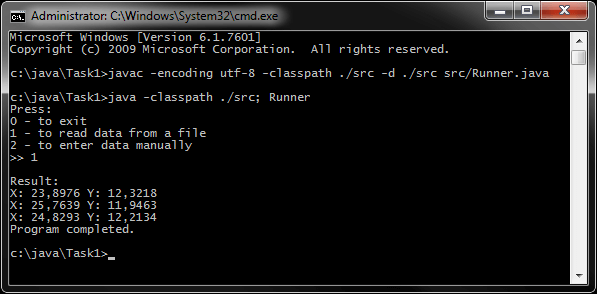 Administrator: C:\Windows\System32\cmd.exe
Microsoft Windows [Version 6.1.7601]
Copyright (c) 2009 Microsoft Corporation.  All rights reserved.
c:\java\Task1>javac -encoding utf-8 -classpath ./src -d ./src src/Runner.java
c:\java\Task1>java -classpath ./src; Runner
Press:
0 - to exit
1 - to read data from a file
2 - to enter data manually
>> 1
Result:
X: 23,8976 Y: 12,3218
X: 25,7639 Y: 11,9463
X: 24,8293 Y: 12,2134
Program completed.
c:\java\Task1>_